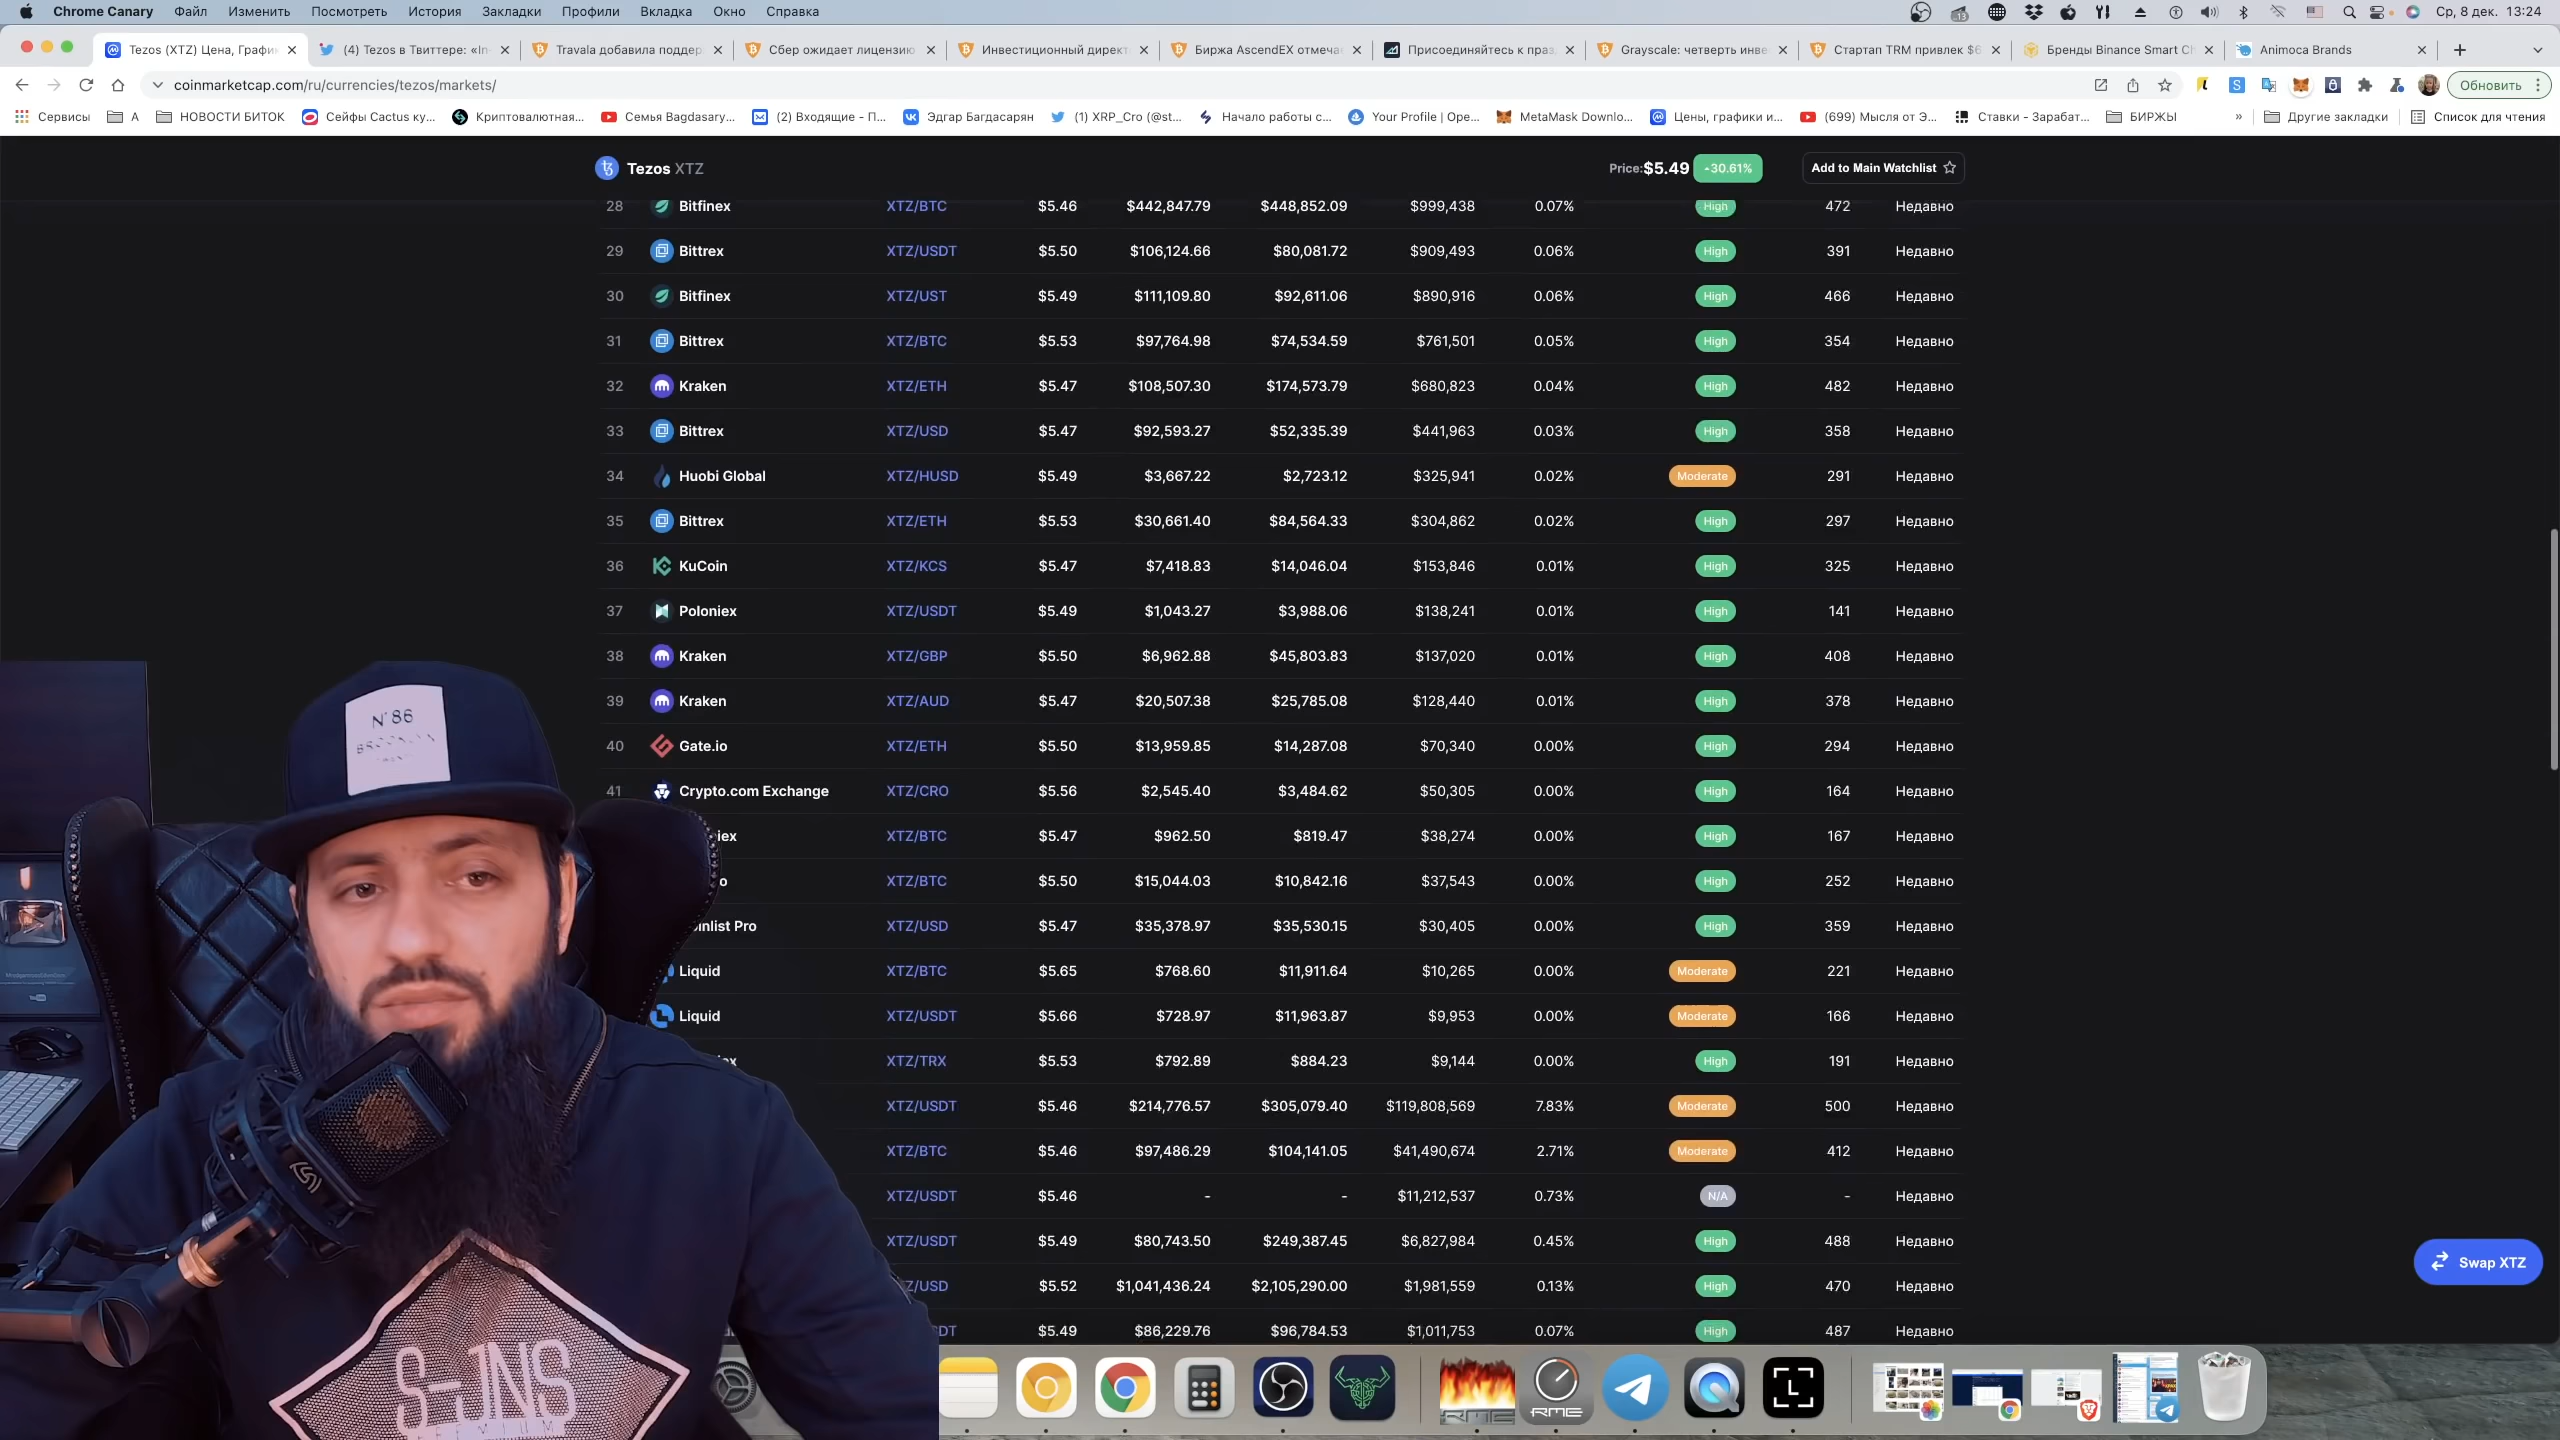 Chrome Canary Файл Изменить Посмотреть История Закладки Профили Вкладка Окно Справка
13 Ср, 8 дек. 13:24
Tezos (XTZ) Цена, График
(4) Tezos в Твиттере: «In
Travala добавила поддер
Сбер ожидает лицензию
Инвестиционный директ
Биржа AscendEX отмеча
Присоединяйтесь к праз
Grayscale: четверть инве
Стартап TRM привлек $6
Бренды Binance Smart Ch
Animoca Brands
coinmarketcap.com/ru/currencies/tezos/markets/
Обновить
Сервисы
А
НОВОСТИ БИТОК
Сейфы Cactus ку...
Криптовалютная...
Семья Bagdasary...
(2) Входящие - П...
Эдгар Багдасарян
(1) XRP_Cro (@st...
Начало работы с...
Your Profile | Ope...
MetaMask Downlo...
Цены, графики и...
(699) Мысля от Э...
Ставки - Зарабат...
БИРЖЫ
»
Другие закладки
Список для чтения
Tezos XTZ
Price:$5.49 -30.61%
Add to Main Watchlist
28 Bitfinex XTZ/BTC $5.46 $442,847.79 $448,852.09 $999,438 0.07% High 472 Недавно
29 Bittrex XTZ/USDT $5.50 $106,124.66 $80,081.72 $909,493 0.06% High 391 Недавно
30 Bitfinex XTZ/UST $5.49 $111,109.80 $92,611.06 $890,916 0.06% High 466 Недавно
31 Bittrex XTZ/BTC $5.53 $97,764.98 $74,534.59 $761,501 0.05% High 354 Недавно
32 Kraken XTZ/ETH $5.47 $108,507.30 $174,573.79 $680,823 0.04% High 482 Недавно
33 Bittrex XTZ/USD $5.47 $92,593.27 $52,335.39 $441,963 0.03% High 358 Недавно
34 Huobi Global XTZ/HUSD $5.49 $3,667.22 $2,723.12 $325,941 0.02% Moderate 291 Недавно
35 Bittrex XTZ/ETH $5.53 $30,661.40 $84,564.33 $304,862 0.02% High 297 Недавно
36 KuCoin XTZ/KCS $5.47 $7,418.83 $14,046.04 $153,846 0.01% High 325 Недавно
37 Poloniex XTZ/USDT $5.49 $1,043.27 $3,988.06 $138,241 0.01% High 141 Недавно
38 Kraken XTZ/GBP $5.50 $6,962.88 $45,803.83 $137,020 0.01% High 408 Недавно
39 Kraken XTZ/AUD $5.47 $20,507.38 $25,785.08 $128,440 0.01% High 378 Недавно
40 Gate.io XTZ/ETH $5.50 $13,959.85 $14,287.08 $70,340 0.00% High 294 Недавно
41 Crypto.com Exchange XTZ/CRO $5.56 $2,545.40 $3,484.62 $50,305 0.00% High 164 Недавно
iex XTZ/BTC $5.47 $962.50 $819.47 $38,274 0.00% High 167 Недавно
o XTZ/BTC $5.50 $15,044.03 $10,842.16 $37,543 0.00% High 252 Недавно
inlist Pro XTZ/USD $5.47 $35,378.97 $35,530.15 $30,405 0.00% High 359 Недавно
Liquid XTZ/BTC $5.65 $768.60 $11,911.64 $10,265 0.00% Moderate 221 Недавно
Liquid XTZ/USDT $5.66 $728.97 $11,963.87 $9,953 0.00% Moderate 166 Недавно
ex XTZ/TRX $5.53 $792.89 $884.23 $9,144 0.00% High 191 Недавно
XTZ/USDT $5.46 $214,776.57 $305,079.40 $119,808,569 7.83% Moderate 500 Недавно
XTZ/BTC $5.46 $97,486.29 $104,141.05 $41,490,674 2.71% Moderate 412 Недавно
XTZ/USDT $5.46 - - $11,212,537 0.73% N/A - Недавно
XTZ/USDT $5.49 $80,743.50 $249,387.45 $6,827,984 0.45% High 488 Недавно
Z/USD $5.52 $1,041,436.24 $2,105,290.00 $1,981,559 0.13% High 470 Недавно
DT $5.49 $86,229.76 $96,784.53 $1,011,753 0.07% High 487 Недавно
Swap XTZ
N°86
BROOKLYN
S-JNS
RME
RME